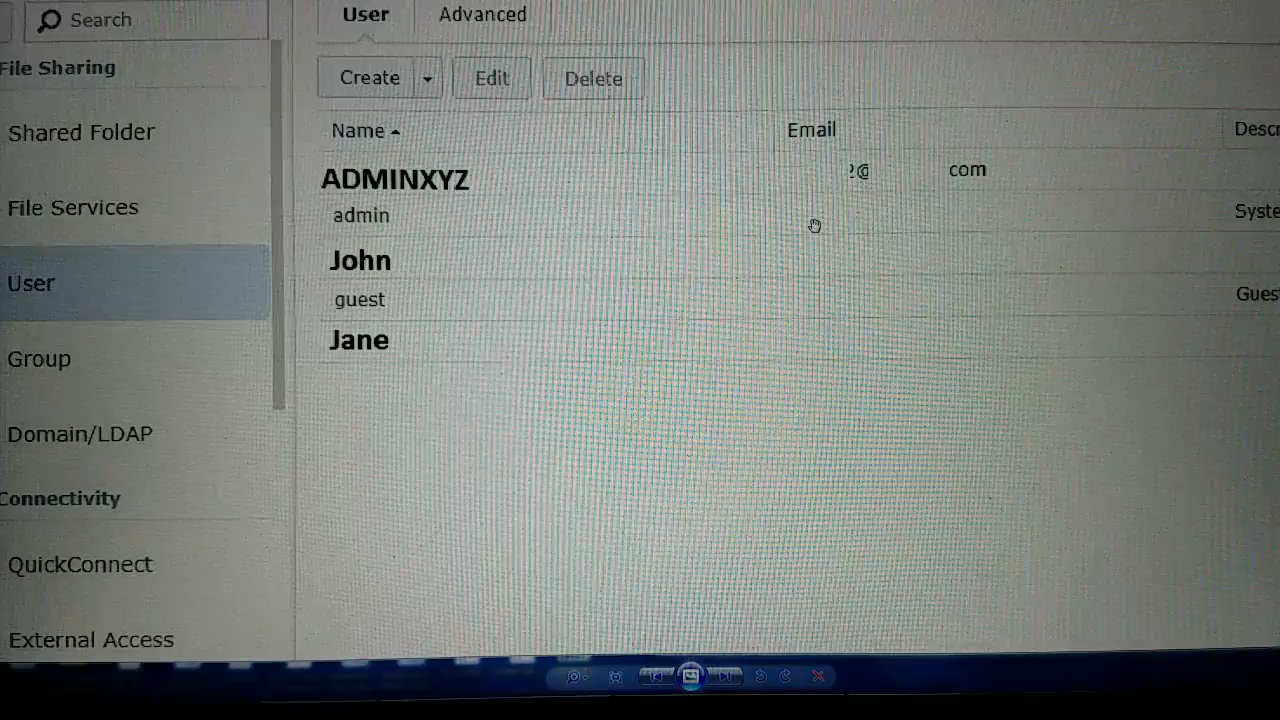 Search
User Advanced
File Sharing
Create Edit Delete
Shared Folder
Name Email
com
ADMINXYZ
File Services
admin
John
User
guest
Jane
Group
Domain/LDAP
Connectivity
QuickConnect
External Access